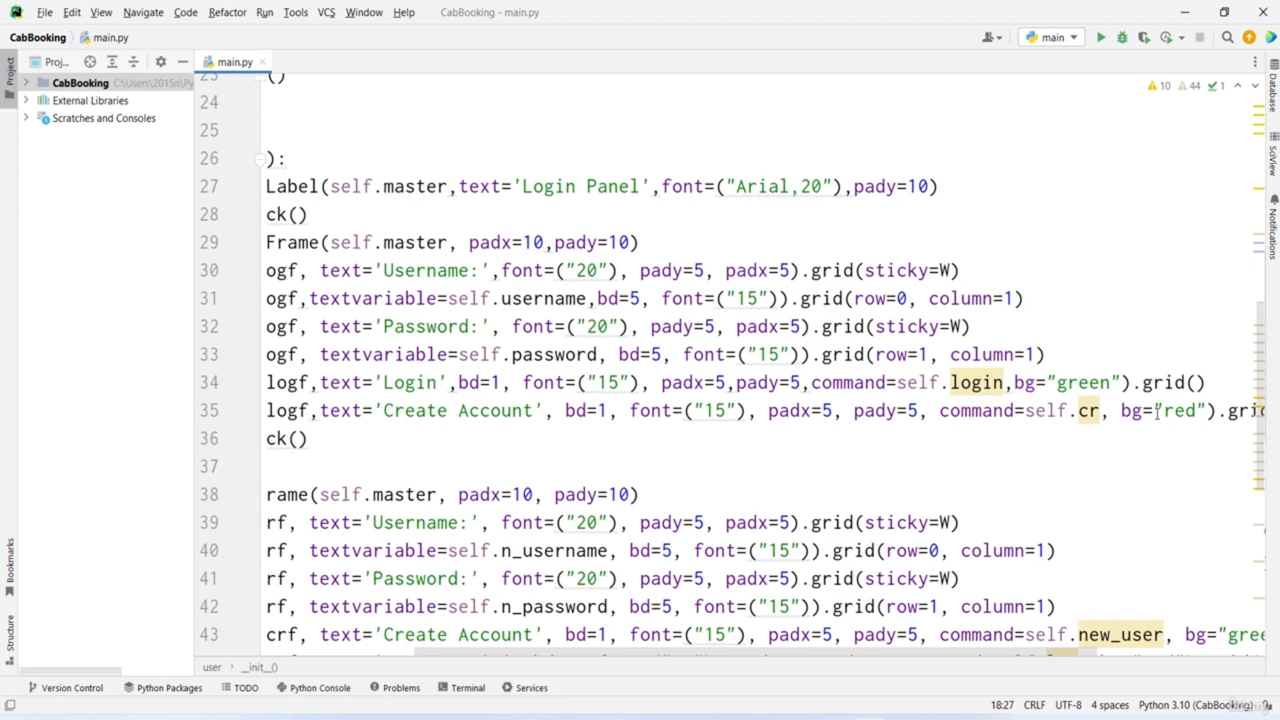 File Edit View Navigate Code Refactor Run Tools VCS Window Help CabBooking - main.py
CabBooking main.py main
Project Proj... main.py
CabBooking C:\Users\2015n\Py
External Libraries
Scratches and Consoles
10 44 1
23 ()
24
25
26 ):
27 Label(self.master,text='Login Panel',font=("Arial,20"),pady=10)
28 ck()
29 Frame(self.master, padx=10,pady=10)
30 ogf, text='Username:',font=("20"), pady=5, padx=5).grid(sticky=W)
31 ogf,textvariable=self.username,bd=5, font=("15")).grid(row=0, column=1)
32 ogf, text='Password:', font=("20"), pady=5, padx=5).grid(sticky=W)
33 ogf, textvariable=self.password, bd=5, font=("15")).grid(row=1, column=1)
34 logf,text='Login',bd=1, font=("15"), padx=5,pady=5,command=self.login,bg="green").grid()
35 logf,text='Create Account', bd=1, font=("15"), padx=5, pady=5, command=self.cr, bg="red").gri
36 ck()
37
38 rame(self.master, padx=10, pady=10)
39 rf, text='Username:', font=("20"), pady=5, padx=5).grid(sticky=W)
40 rf, textvariable=self.n_username, bd=5, font=("15")).grid(row=0, column=1)
41 rf, text='Password:', font=("20"), pady=5, padx=5).grid(sticky=W)
42 rf, textvariable=self.n_password, bd=5, font=("15")).grid(row=1, column=1)
43 crf, text='Create Account', bd=1, font=("15"), padx=5, pady=5, command=self.new_user, bg="gree
Database
SciView
Notifications
Bookmarks
Structure
user __init__()
Version Control Python Packages TODO Python Console Problems Terminal Services
18:27 CRLF UTF-8 4 spaces Python 3.10 (CabBooking)